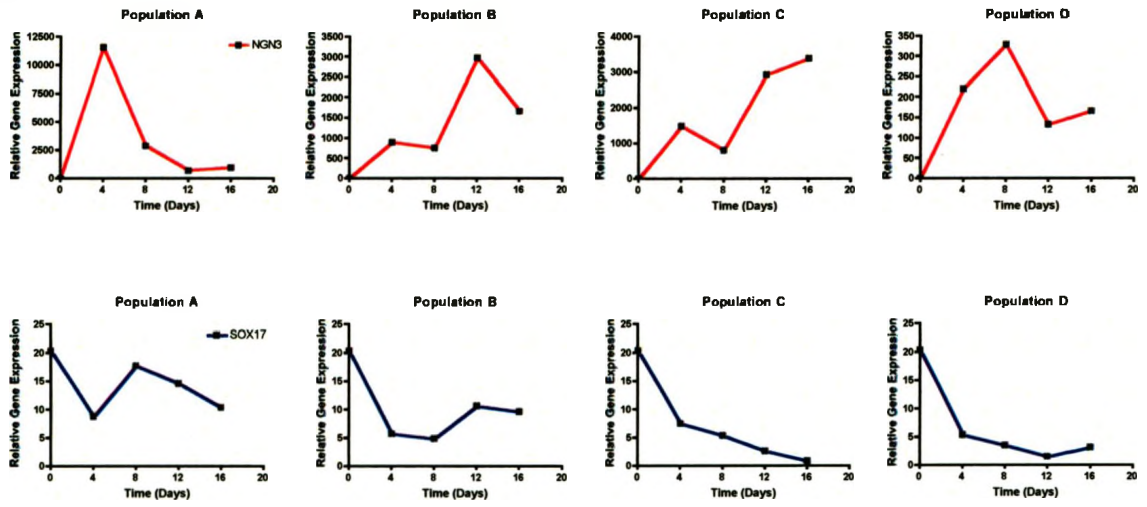 Population A
Relative Gene Expression
12500
10000
7500
5000
2500
0
0 4 8 12 16 20
Time (Days)
NGN3
Population B
Relative Gene Expression
3500
3000
2500
2000
1500
1000
500
0
0 4 8 12 16 20
Time (Days)
Population C
Relative Gene Expression
4000
3000
2000
1000
0
0 4 8 12 16 20
Time (Days)
Population O
Relative Gene Expression
350
250
200
150
100
50
0
0 4 8 12 16 20
Time (Days)
Population A
Relative Gene Expression
25
20
15
10
5
0
0 4 8 12 16 20
Time (Days)
SOX17
Population B
Relative Gene Expression
25
20
15
10
5
0
0 4 8 12 16 20
Time (Days)
Population C
Relative Gene Expression
25
20
15
10
5
0
0 4 8 12 16 20
Time (Days)
Population D
Relative Gene Expression
25
20
15
10
5
0
0 4 8 12 16 20
Time (Days)